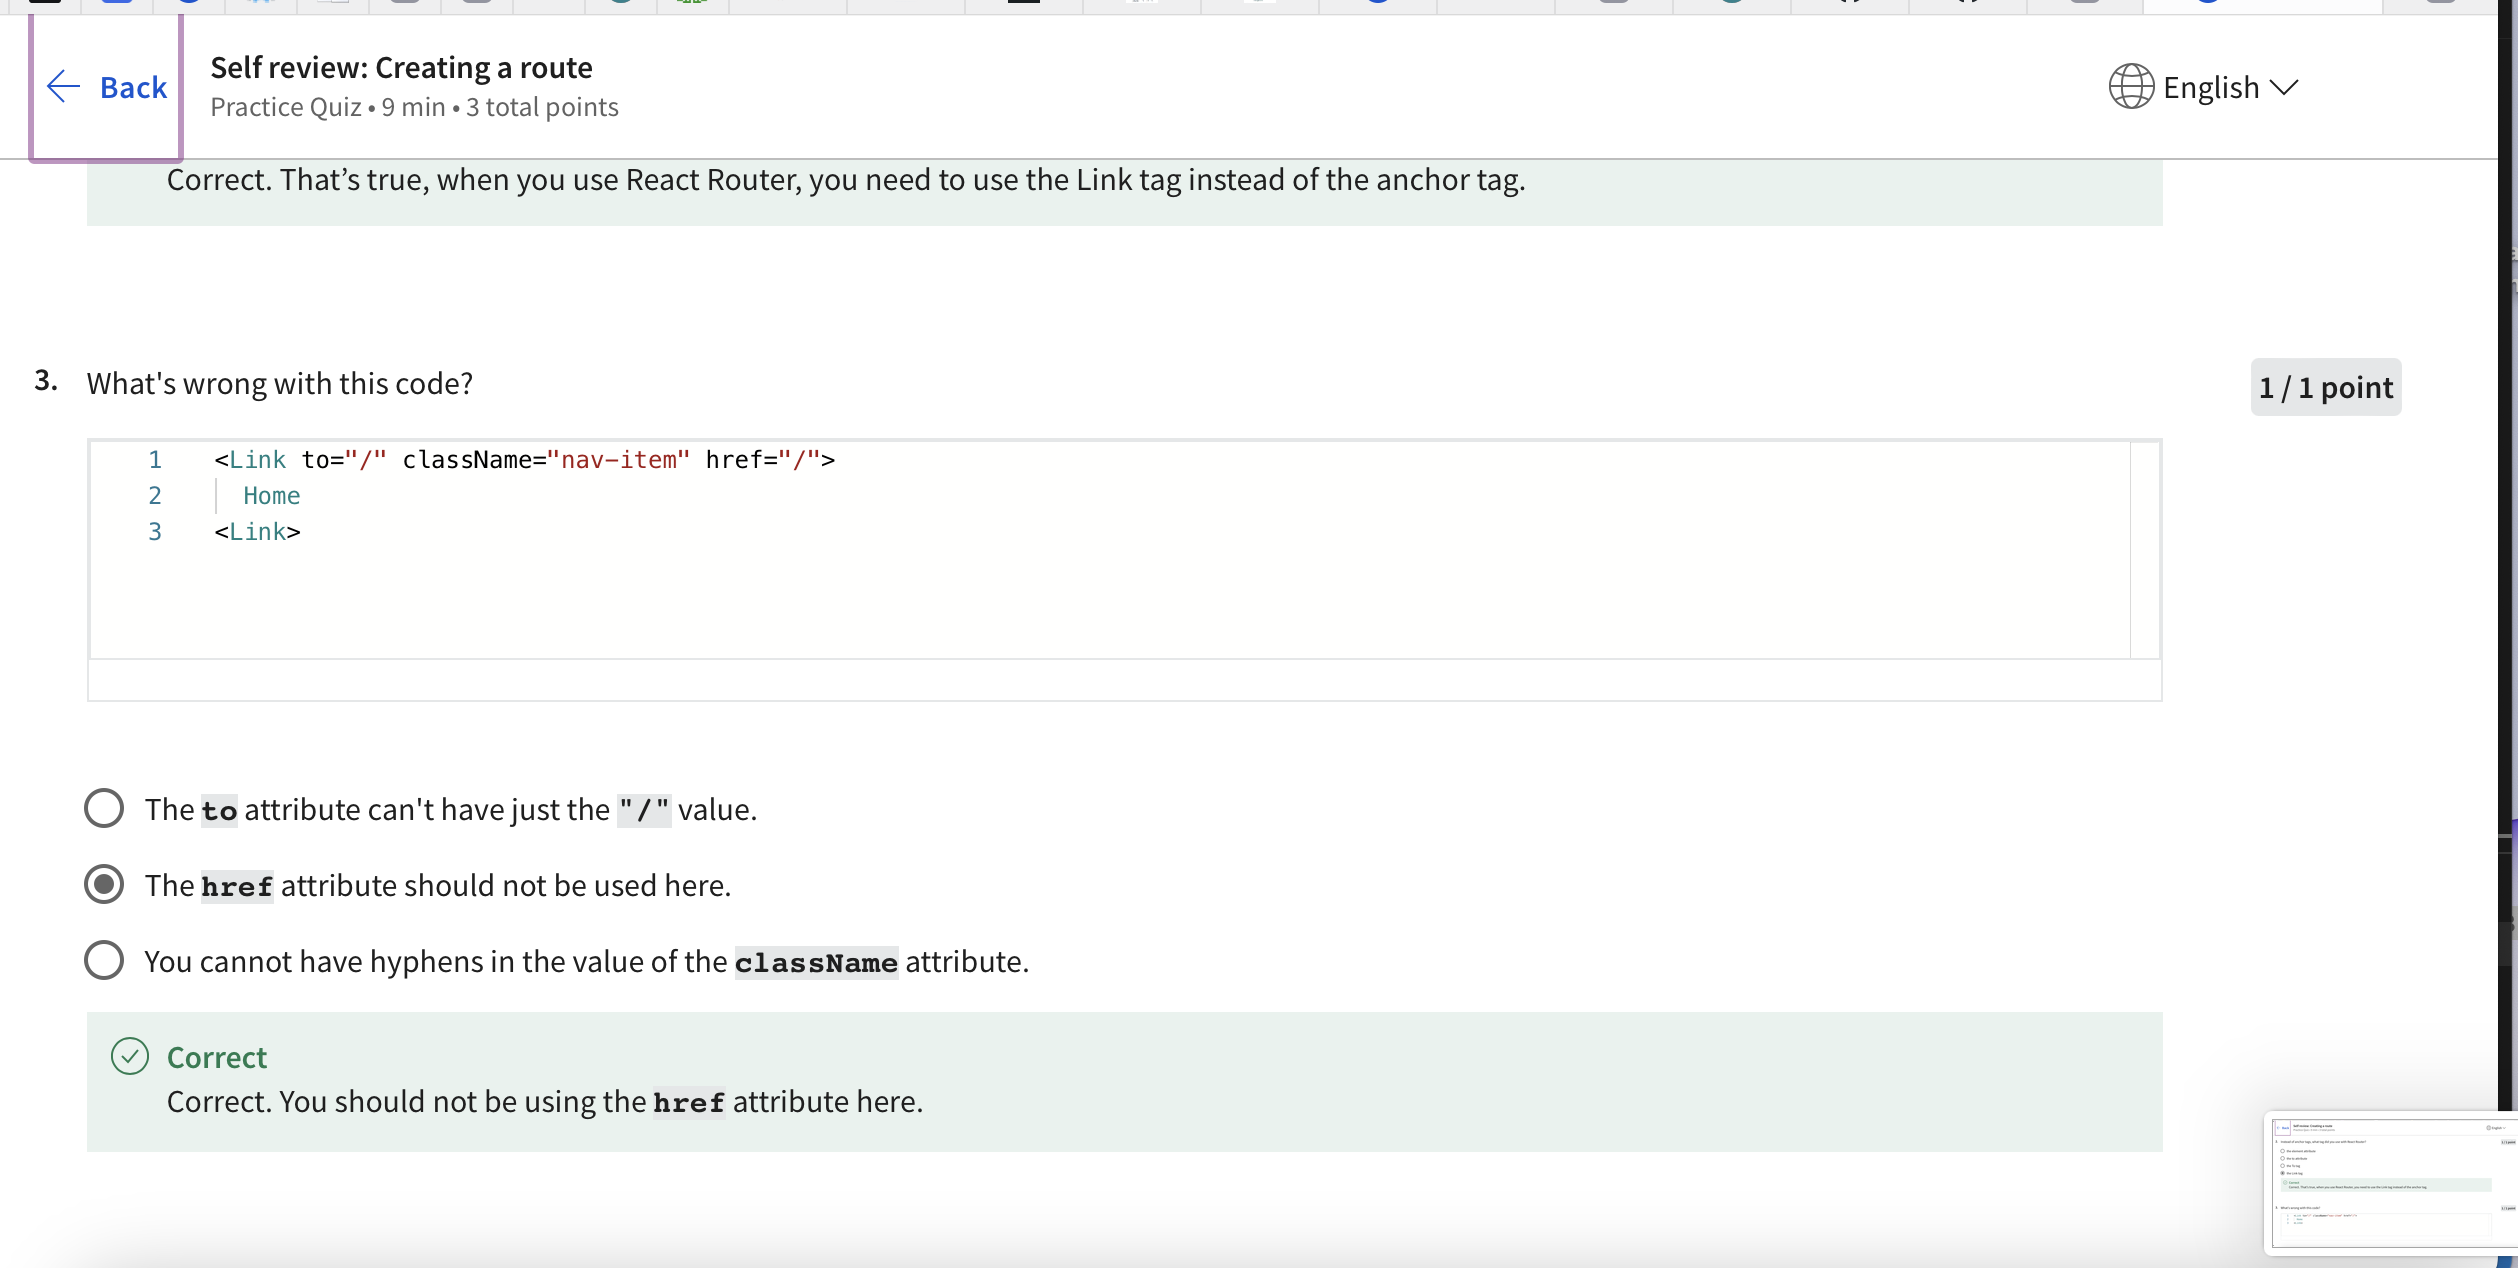 Back
Self review: Creating a route
Practice Quiz • 9 min • 3 total points
English
Correct. That’s true, when you use React Router, you need to use the Link tag instead of the anchor tag.
3. What's wrong with this code?
1 / 1 point
1 <Link to="/" className="nav-item" href="/">
2 Home
3 <Link>
The to attribute can't have just the "/" value.
The href attribute should not be used here.
You cannot have hyphens in the value of the className attribute.
Correct
Correct. You should not be using the href attribute here.